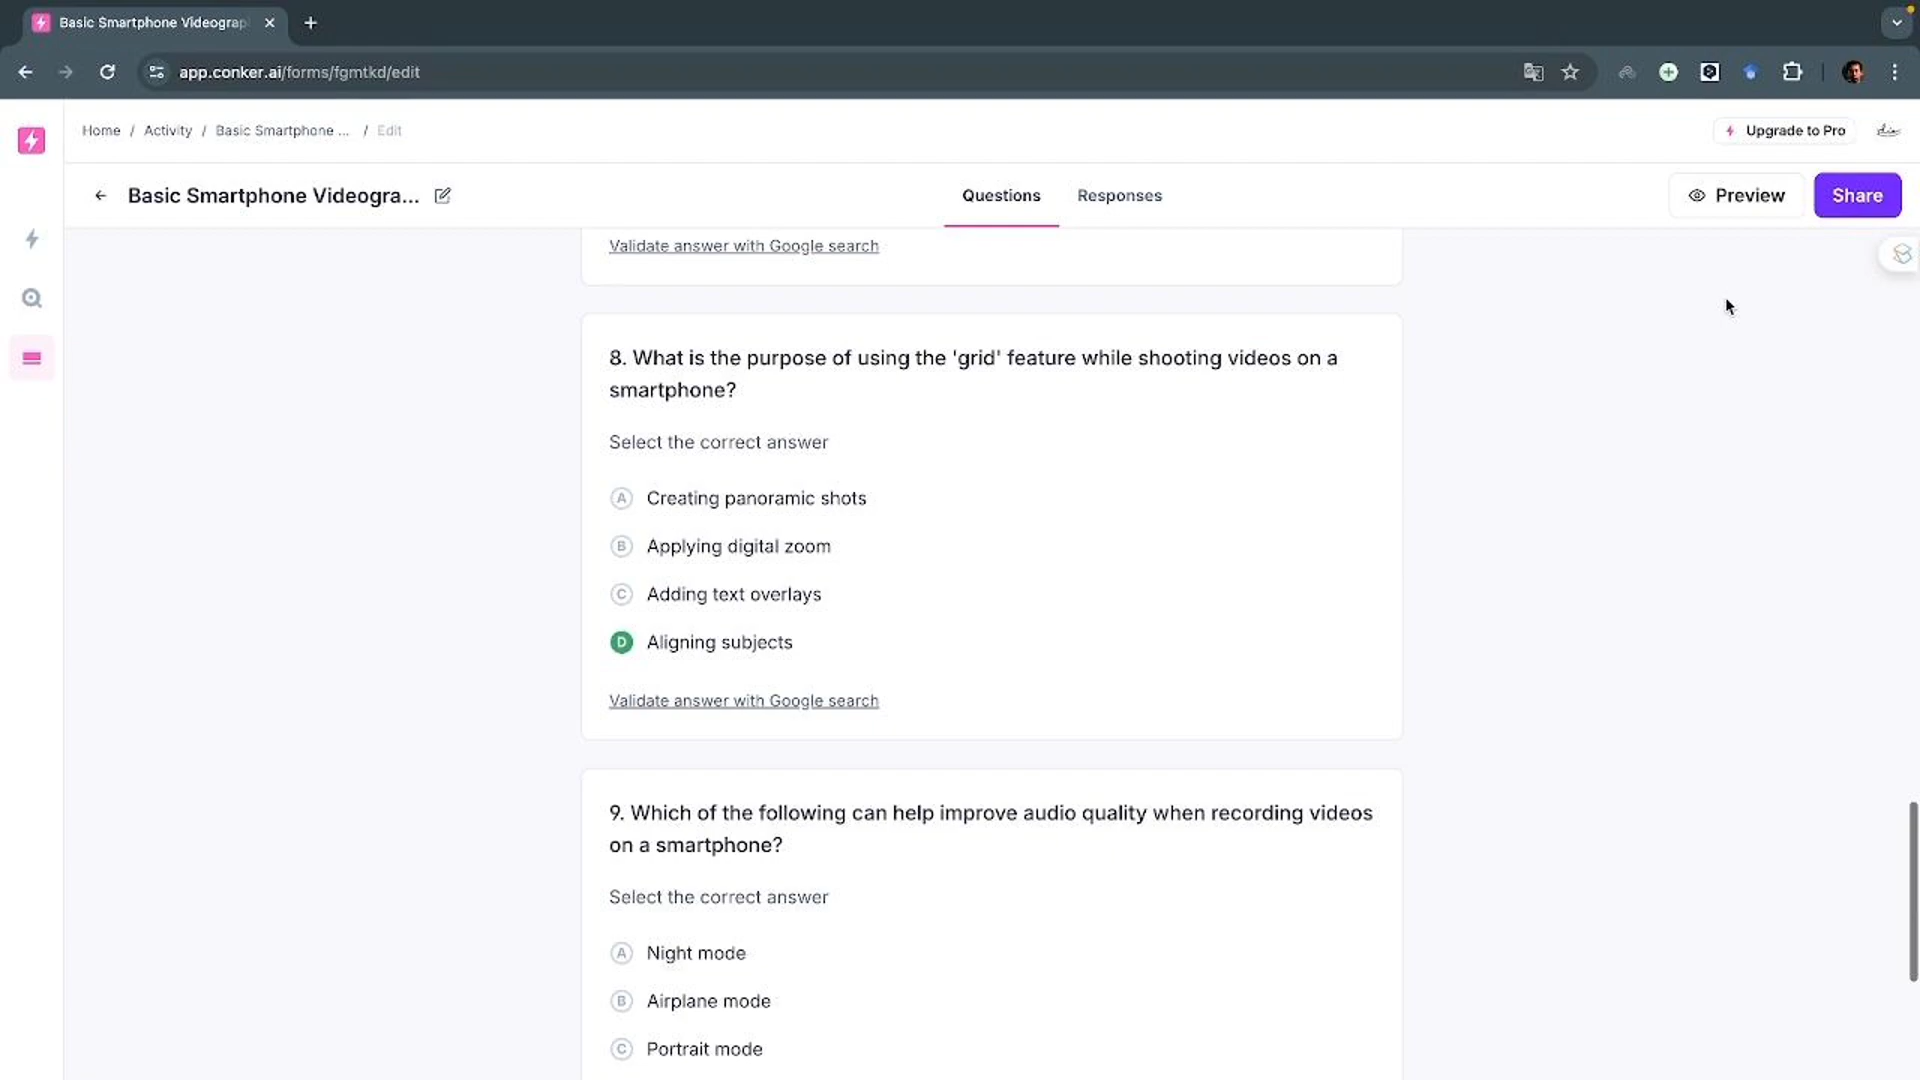 Basic Smartphone Videograp
app.conker.ai/forms/fgmtkd/edit
Home / Activity / Basic Smartphone ... / Edit
Upgrade to Pro
Basic Smartphone Videogra...
Questions
Responses
Preview
Share
Validate answer with Google search
8. What is the purpose of using the 'grid' feature while shooting videos on a
smartphone?
Select the correct answer
A Creating panoramic shots
B Applying digital zoom
C Adding text overlays
D Aligning subjects
Validate answer with Google search
9. Which of the following can help improve audio quality when recording videos
on a smartphone?
Select the correct answer
A Night mode
B Airplane mode
C Portrait mode